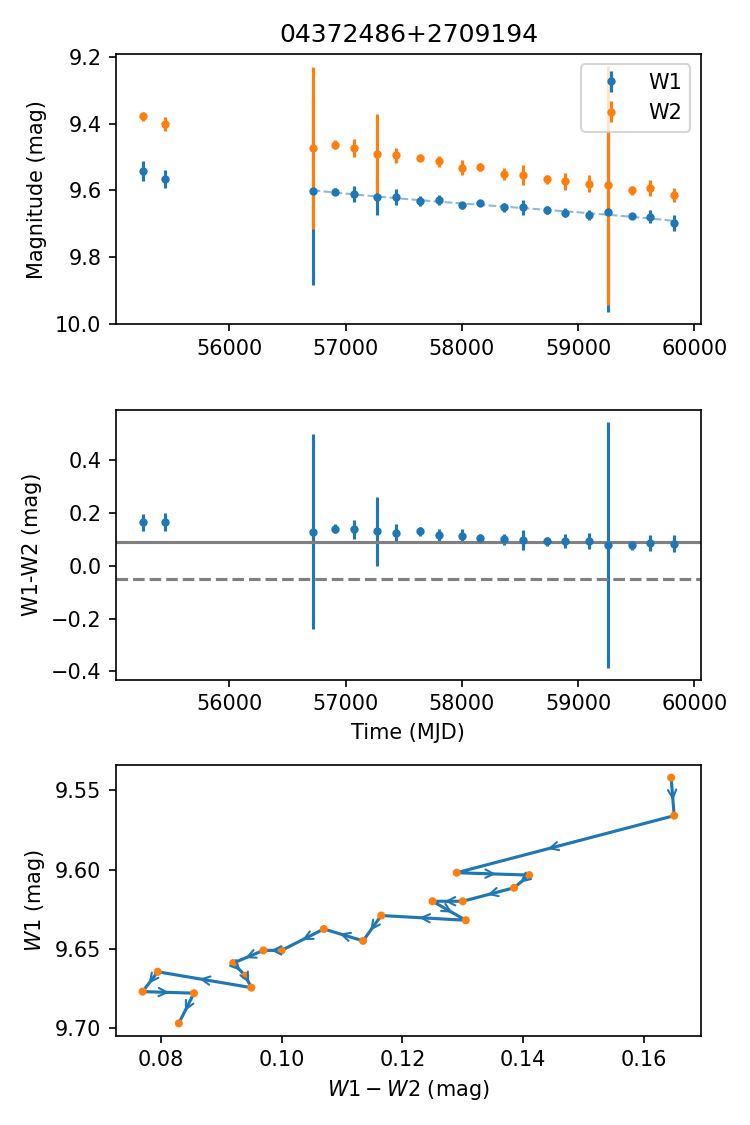 04372486+2709194
Magnitude (mag)
9.2
9.4
9.6
9.8
10.0
W1
W2
56000 57000 58000 59000 60000
W1-W2 (mag)
0.4
0.2
0.0
−0.2
−0.4
56000 57000 58000 59000 60000
Time (MJD)
W1 (mag)
9.55
9.60
9.65
9.70
0.08 0.10 0.12 0.14 0.16
W1 − W2 (mag)